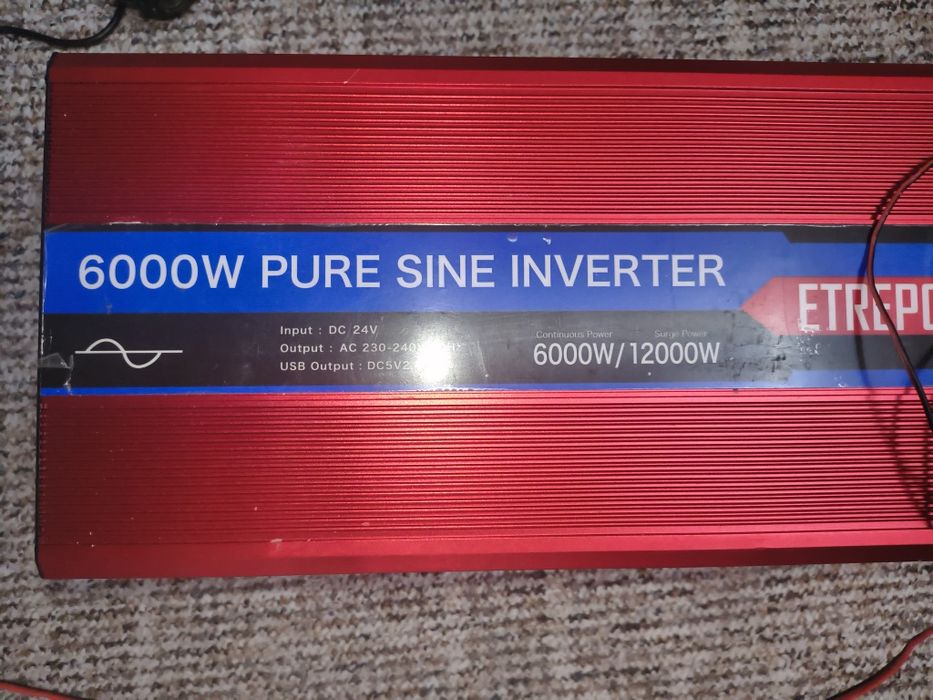 6000W PURE SINE INVERTER
ETREPO
Input : DC 24V
Output : AC 230-240
USB Output : DC5V2
Continuous Power Surge Power
6000W/12000W